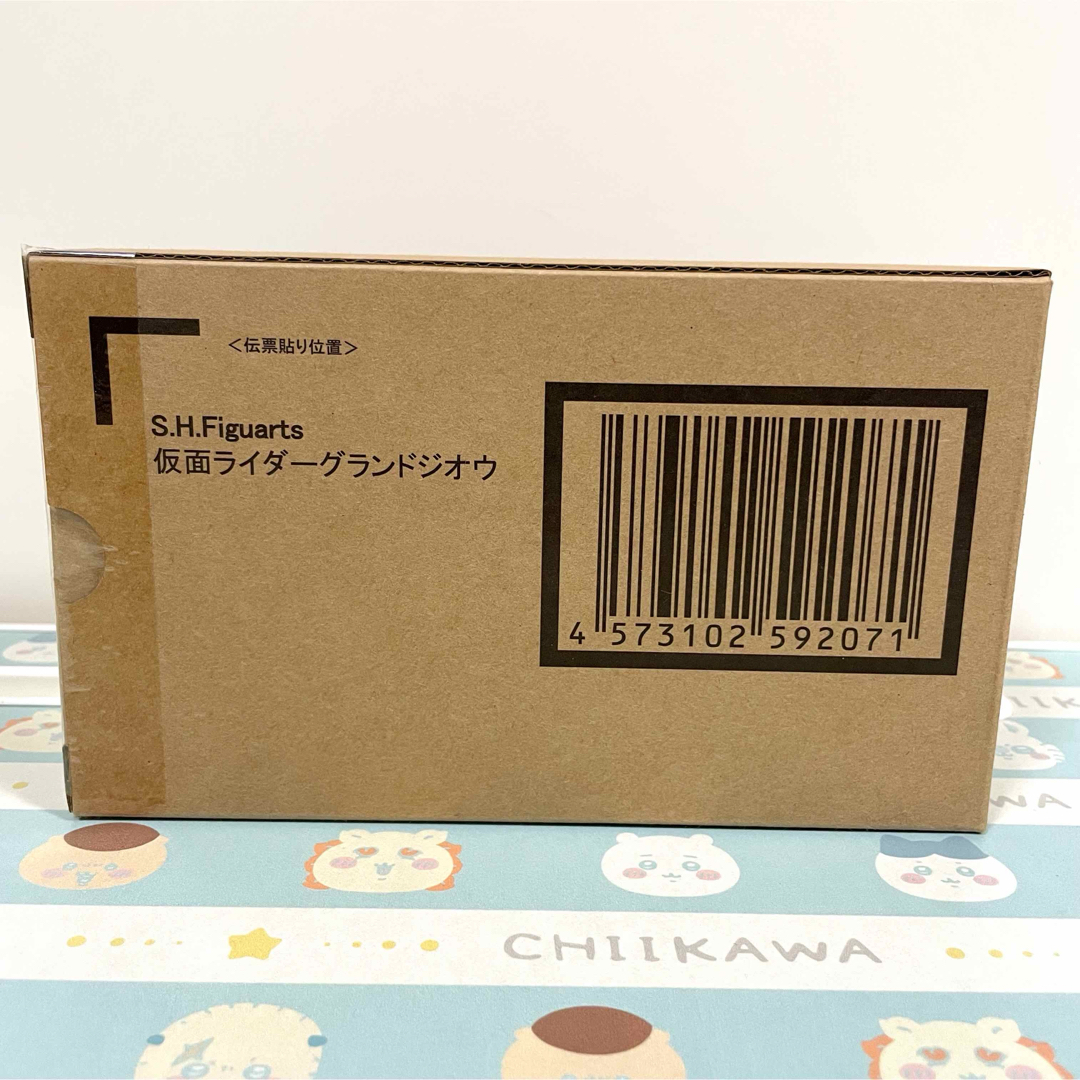 <伝票貼り位置>
S.H.Figuarts
仮面ライダーグランドジオウ
4 573102 592071
CHIIKAWA